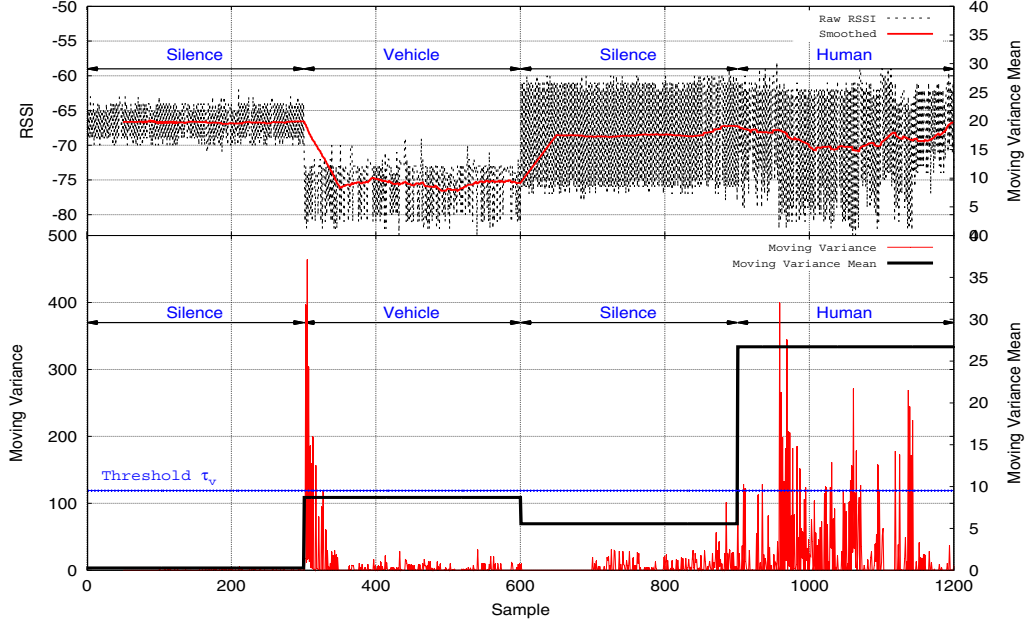 -50
-55
-60
-65
-70
-75
-80
RSSI
40
35
30
25
20
15
10
5
0
Moving Variance Mean
Raw RSSI
Smoothed
Silence Vehicle Silence Human
500
400
300
200
100
0
Moving Variance
40
35
30
25
20
15
10
5
0
Moving Variance Mean
Moving Variance
Moving Variance Mean
Silence Vehicle Silence Human
Threshold τv
0 200 400 600 800 1000 1200
Sample